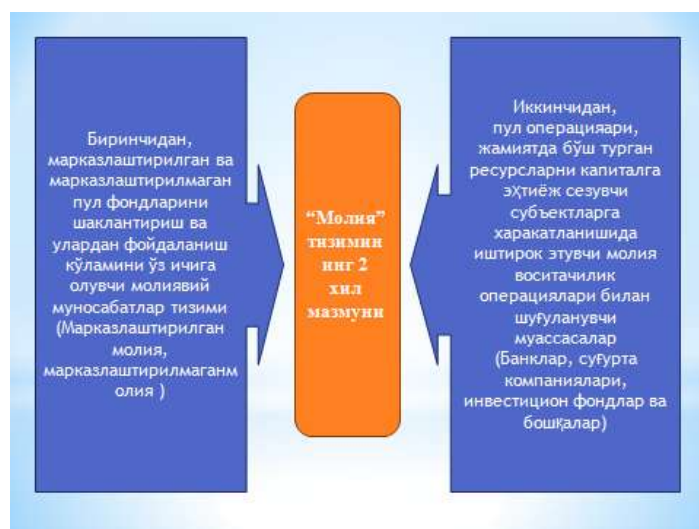 Биринчидан,
марказлаштирилган ва
марказлаштирилмаган
пул фондларини
шаклантириш ва
улардан фойдаланиш
кўламини ўз ичига
олувчи молиявий
муносабатлар тизими
(Марказлаштирилган
молия,
марказлаштирилмаганм
олия )
“Молия”
тизимин
инг 2
хил
мазмуни
Иккинчидан,
пул операцияари,
жамиятда бўш турган
ресурсларни капиталга
эҳтиёж сезувчи
субъектларга
харакатланишида
иштирок этувчи молия
воситачилик
операциялари билан
шуғуланувчи
муассасалар
(Банклар, суғурта
компаниялари,
инвестицион фондлар ва
бошқалар)